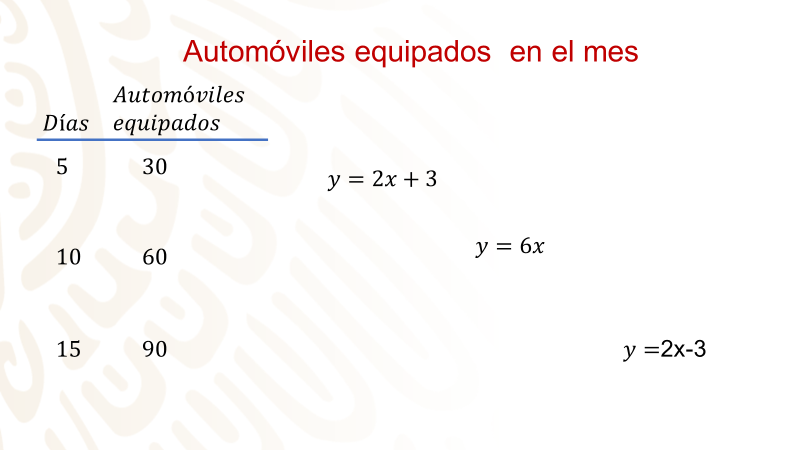 Automóviles equipados  en el mes
Automóviles
Días equipados
5 30
y = 2x + 3
y = 6x
10 60
15 90
y =2x-3